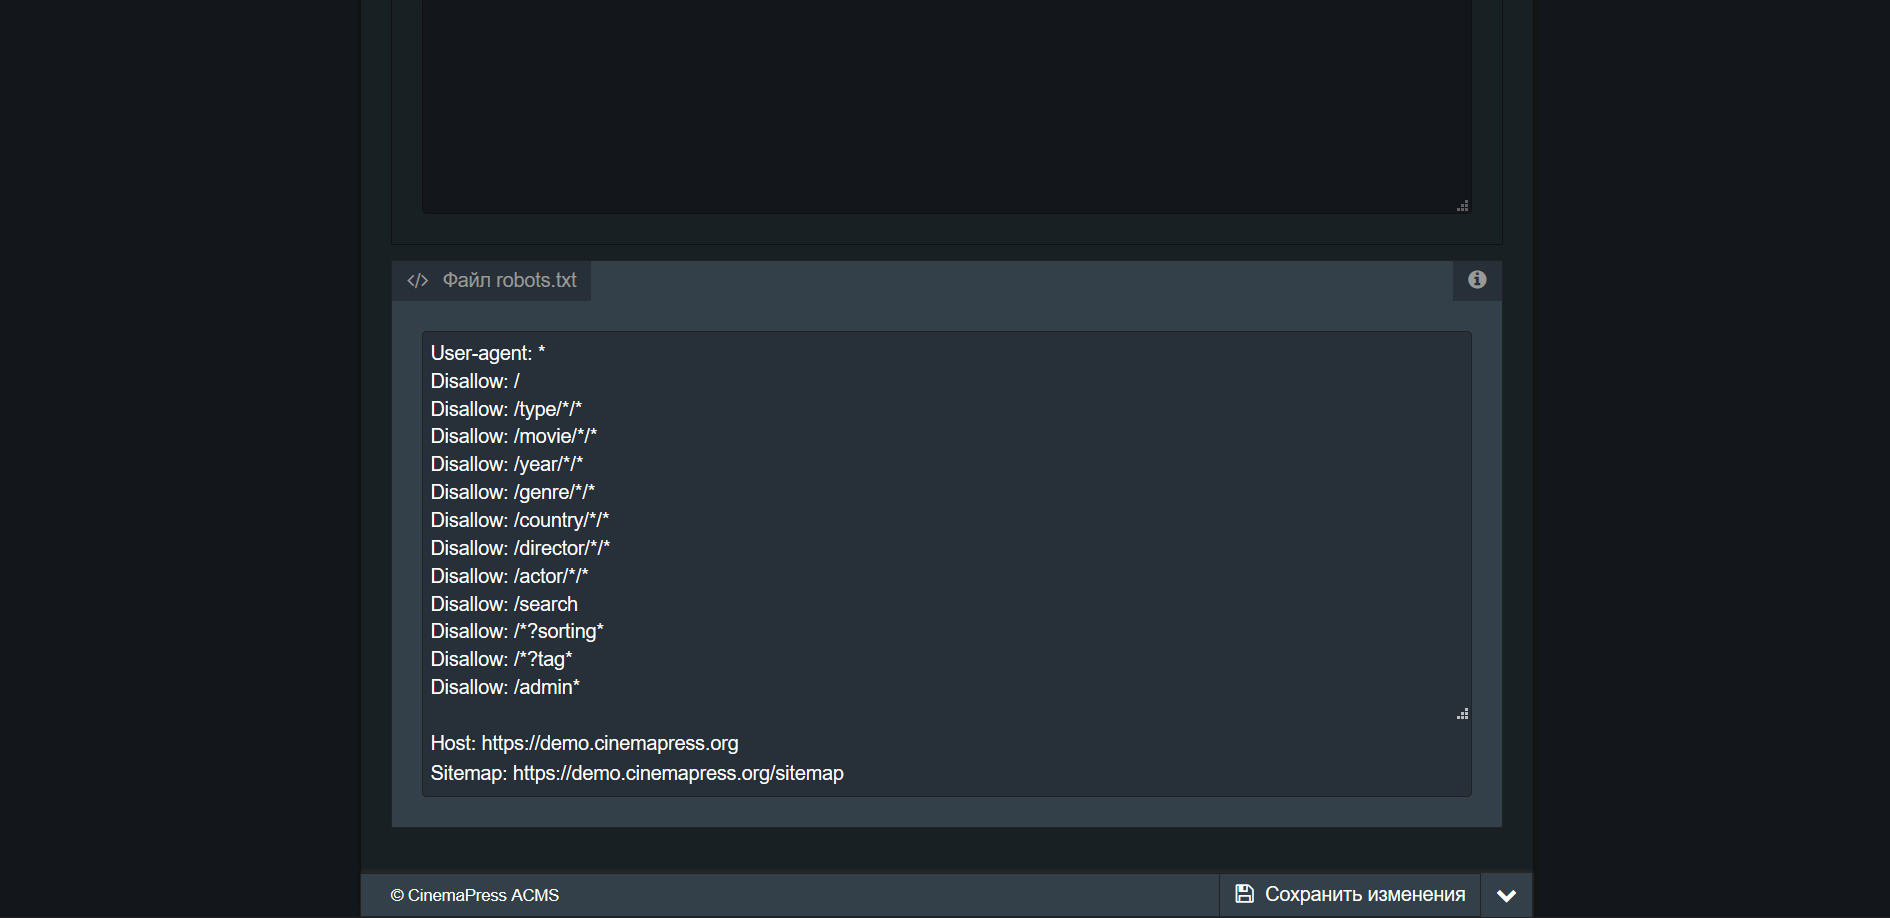 </> Файл robots.txt
User-agent: *
Disallow: /
Disallow: /type/*/*
Disallow: /movie/*/*
Disallow: /year/*/*
Disallow: /genre/*/*
Disallow: /country/*/*
Disallow: /director/*/*
Disallow: /actor/*/*
Disallow: /search
Disallow: /*?sorting*
Disallow: /*?tag*
Disallow: /admin*
Host: https://demo.cinemapress.org
Sitemap: https://demo.cinemapress.org/sitemap
© CinemaPress ACMS
Сохранить изменения